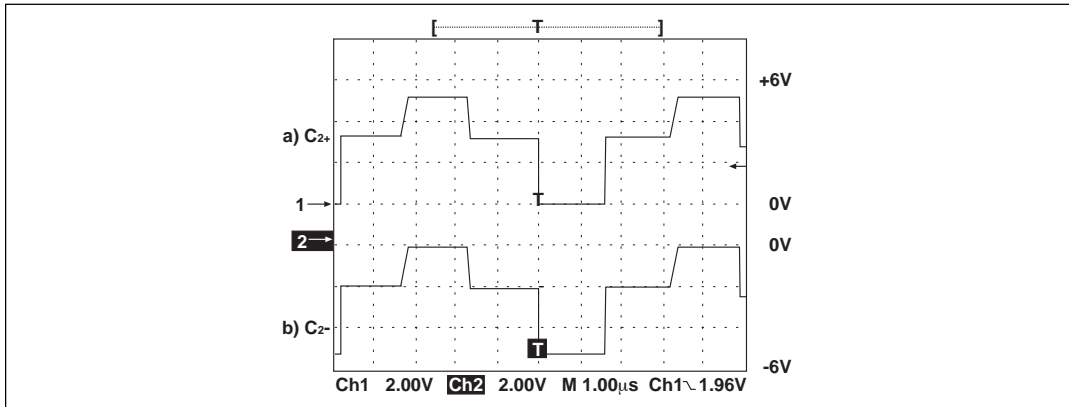 [ T ]
+6V
a) C2+
T
1
0V
2
0V
b) C2-
T
-6V
Ch1 2.00V Ch2 2.00V M 1.00µs Ch1 1.96V